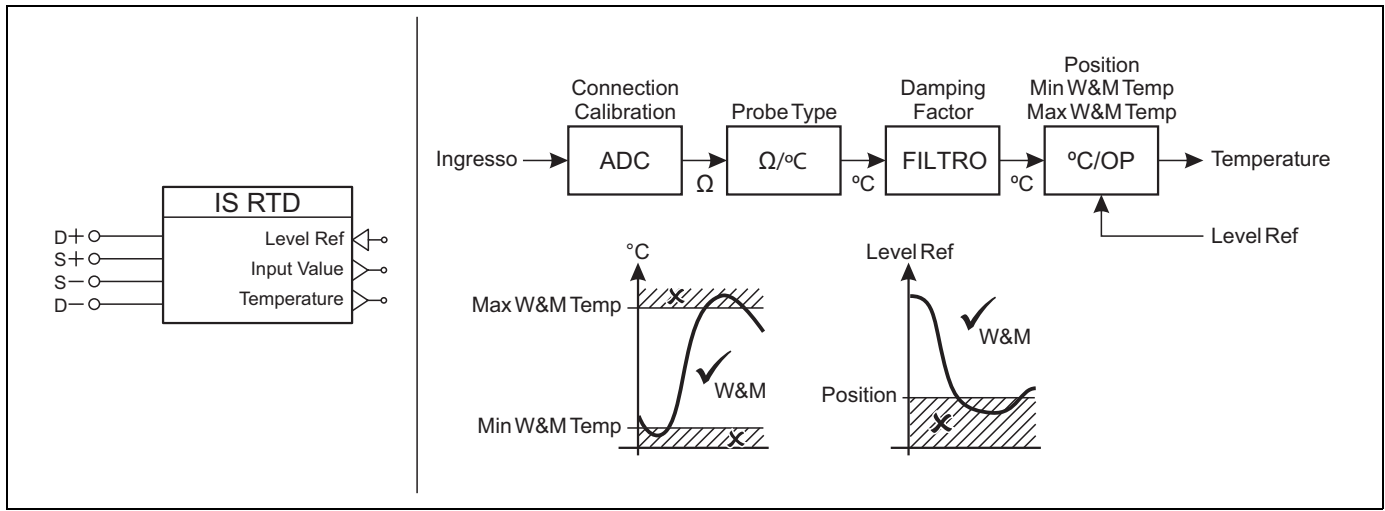 IS RTD
D+
S+
S−
D−
Level Ref
Input Value
Temperature
Connection
Calibration
Probe Type
Damping
Factor
Position
Min W&M Temp
Max W&M Temp
Ingresso
ADC
Ω
Ω/ºC
ºC
FILTRO
ºC
ºC/OP
Temperature
Level Ref
°C
Max W&M Temp
W&M
Min W&M Temp
Level Ref
W&M
Position